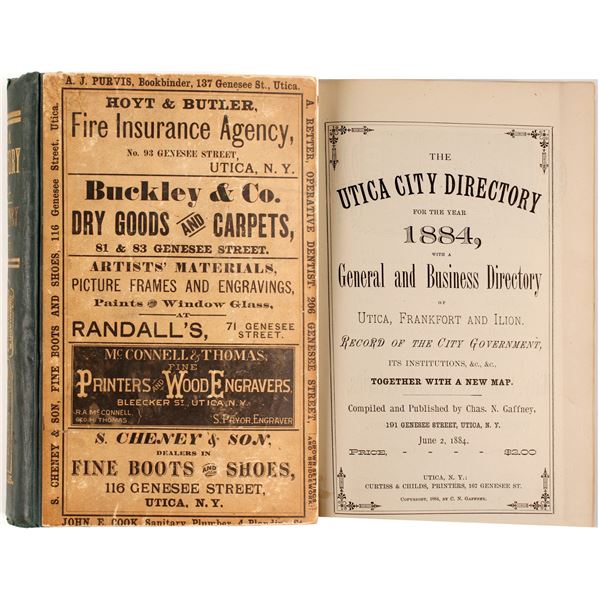 A. J. PURVIS, Bookbinder, 137 Genesee St., Utica.
HOYT & BUTLER,
Fire Insurance Agency,
No. 93 GENESEE STREET,
UTICA, N. Y.
Buckley & Co.
DRY GOODS AND CARPETS,
81 & 83 GENESEE STREET.
ARTISTS' MATERIALS,
PICTURE FRAMES AND ENGRAVINGS,
Paints and Window Glass,
AT
RANDALL'S, 71 GENESEE STREET.
McCONNELL & THOMAS,
FINE
PRINTERS AND WOOD ENGRAVERS,
BLEECKER ST., UTICA, N.Y.
R.A. McCONNELL.
GEO. H. THOMAS.
S. PRYOR, ENGRAVER
S. CHENEY & SON,
DEALERS IN
FINE BOOTS AND SHOES,
116 GENESEE STREET,
UTICA, N. Y.
JOHN E. COOK, Sanitary Plumber, 4
S. CHENEY & SON, FINE BOOTS AND SHOES, 116 Genesee Street, Utica.
A. RETTER, OPERATIVE DENTIST, 206 GENESEE STREET.
THE
UTICA CITY DIRECTORY
FOR THE YEAR
1884,
WITH A
General and Business Directory
OF
UTICA, FRANKFORT AND ILION.
RECORD OF THE CITY GOVERNMENT,
ITS INSTITUTIONS, &C., &C.,
TOGETHER WITH A NEW MAP.
Compiled and Published by Chas. N. Gaffney,
191 GENESEE STREET, UTICA, N. Y.
JUNE 2, 1884.
PRICE, - - - - $2.00
UTICA, N. Y.:
CURTISS & CHILDS, PRINTERS, 167 GENESEE ST.
COPYRIGHT, 1884, BY C. N. GAFFNEY.